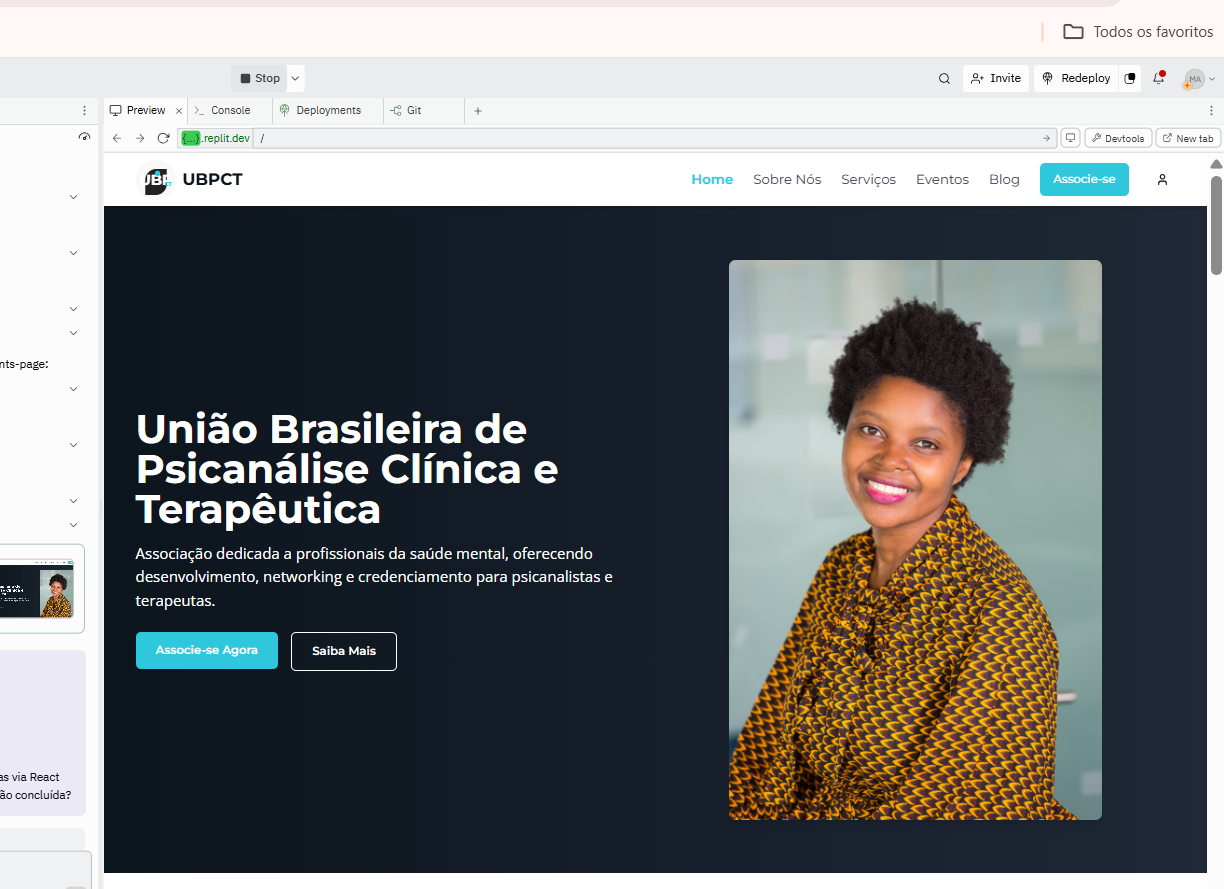 Todos os favoritos
Stop
Invite
Redeploy
MA
Preview
Console
Deployments
Git
{...}.replit.dev /
Devtools
New tab
UBP
UBPCT
Home
Sobre Nós
Serviços
Eventos
Blog
Associe-se
nts-page:
União Brasileira de
Psicanálise Clínica e
Terapêutica
Associação dedicada a profissionais da saúde mental, oferecendo
desenvolvimento, networking e credenciamento para psicanalistas e
terapeutas.
Associe-se Agora
Saiba Mais
as via React
ão concluída?